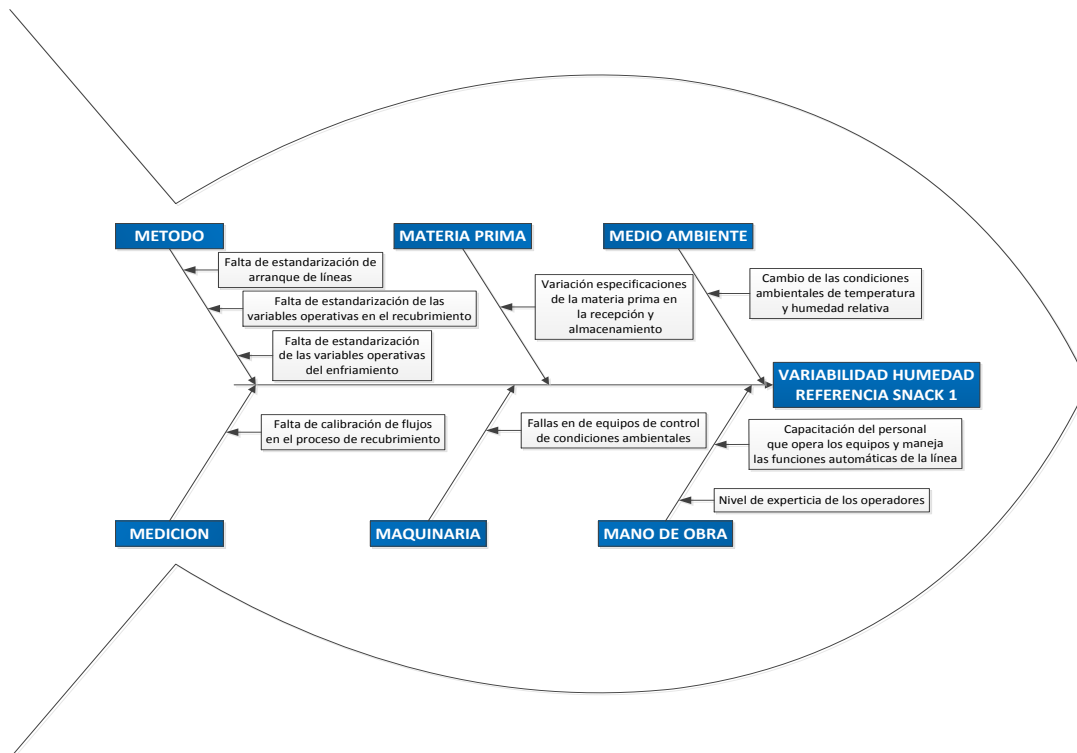 METODO
MATERIA PRIMA
MEDIO AMBIENTE
Falta de estandarización de
arranque de líneas
Falta de estandarización de las
variables operativas en el recubrimiento
Falta de estandarización
de las variables operativas
del enfriamiento
Variación especificaciones
de la materia prima en
la recepción y
almacenamiento
Cambio de las condiciones
ambientales de temperatura
y humedad relativa
VARIABILIDAD HUMEDAD
REFERENCIA SNACK 1
Falta de calibración de flujos
en el proceso de recubrimiento
Fallas en de equipos de control
de condiciones ambientales
Capacitación del personal
que opera los equipos y maneja
las funciones automáticas de la línea
Nivel de experticia de los operadores
MEDICION
MAQUINARIA
MANO DE OBRA